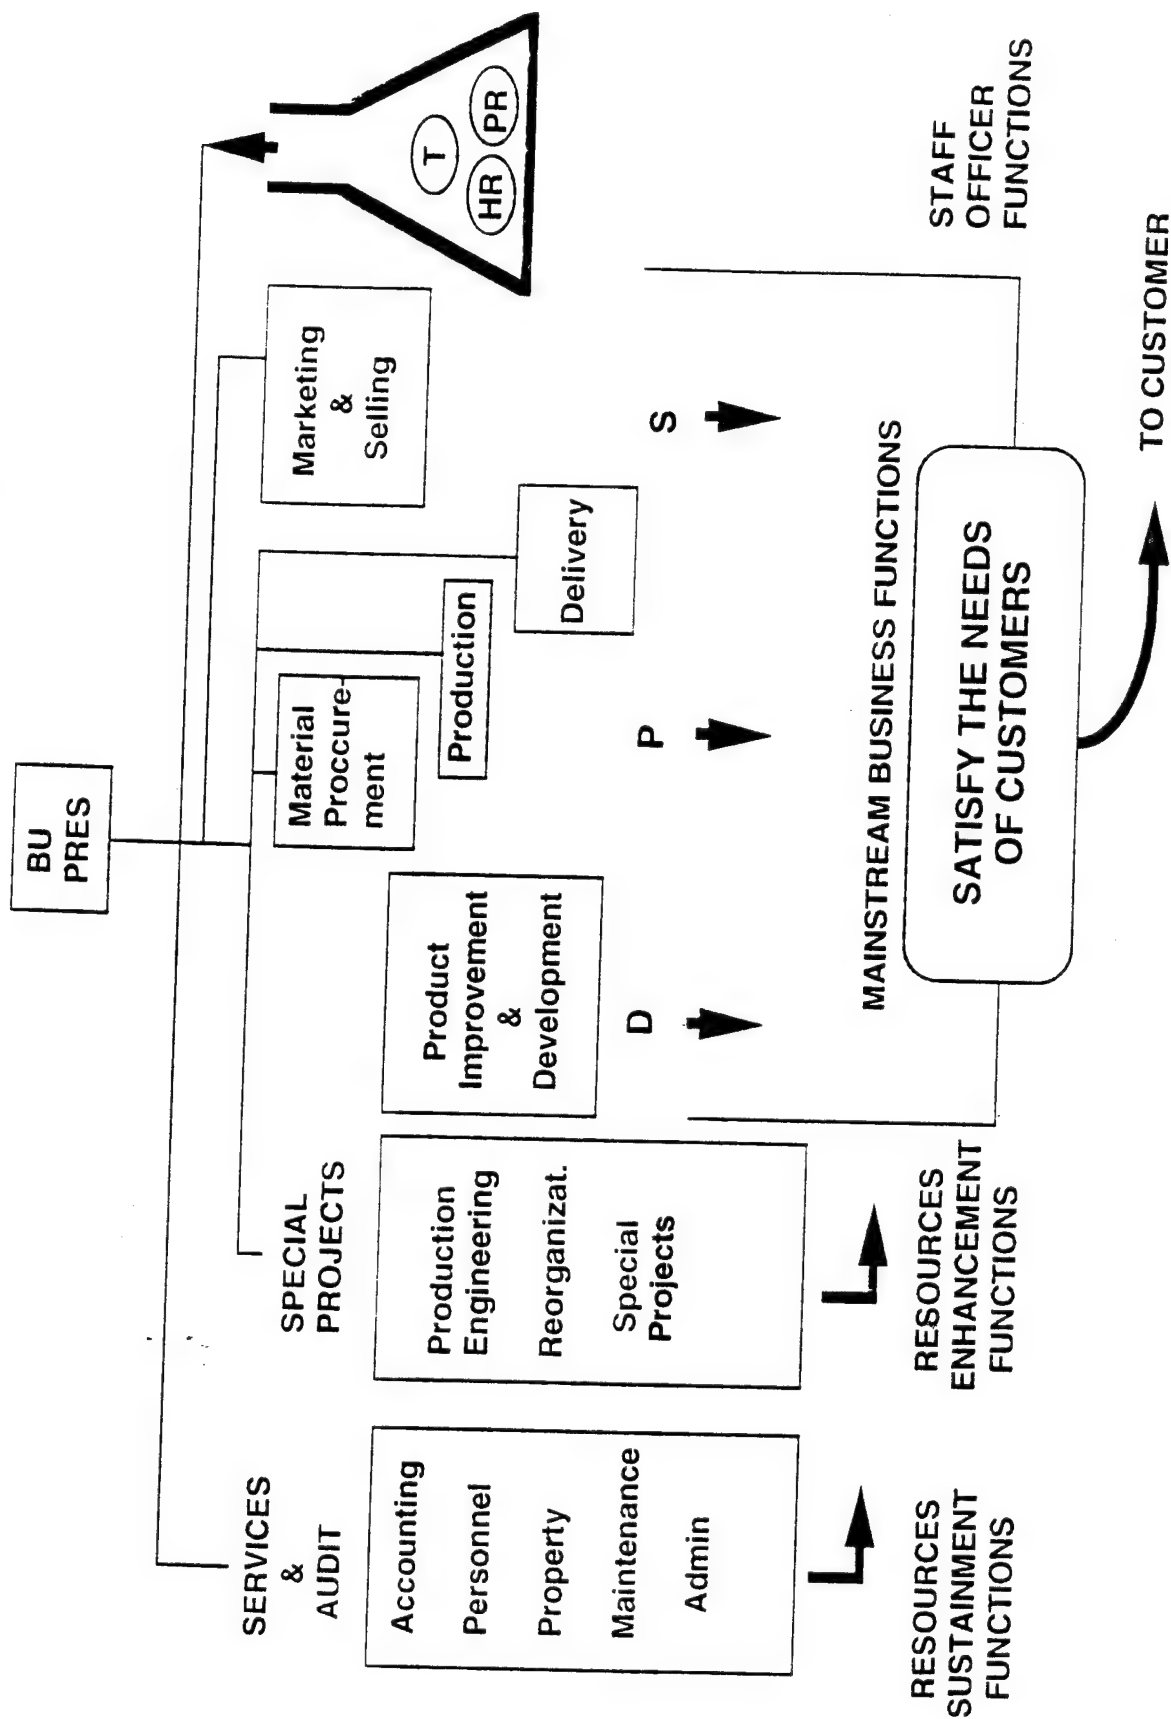 BU
PRES
SERVICES
&
AUDIT
Accounting
Personnel
Property
Maintenance
Admin
RESOURCES
SUSTAINMENT
FUNCTIONS
SPECIAL
PROJECTS
Production
Engineering
Reorganizat.
Special
Projects
RESOURCES
ENHANCEMENT
FUNCTIONS
Product
Improvement
&
Development
D
Material
Proccure-
ment
Production
Delivery
P
Marketing
&
Selling
S
T
HR
PR
STAFF
OFFICER
FUNCTIONS
MAINSTREAM BUSINESS FUNCTIONS
SATISFY THE NEEDS
OF CUSTOMERS
TO CUSTOMER